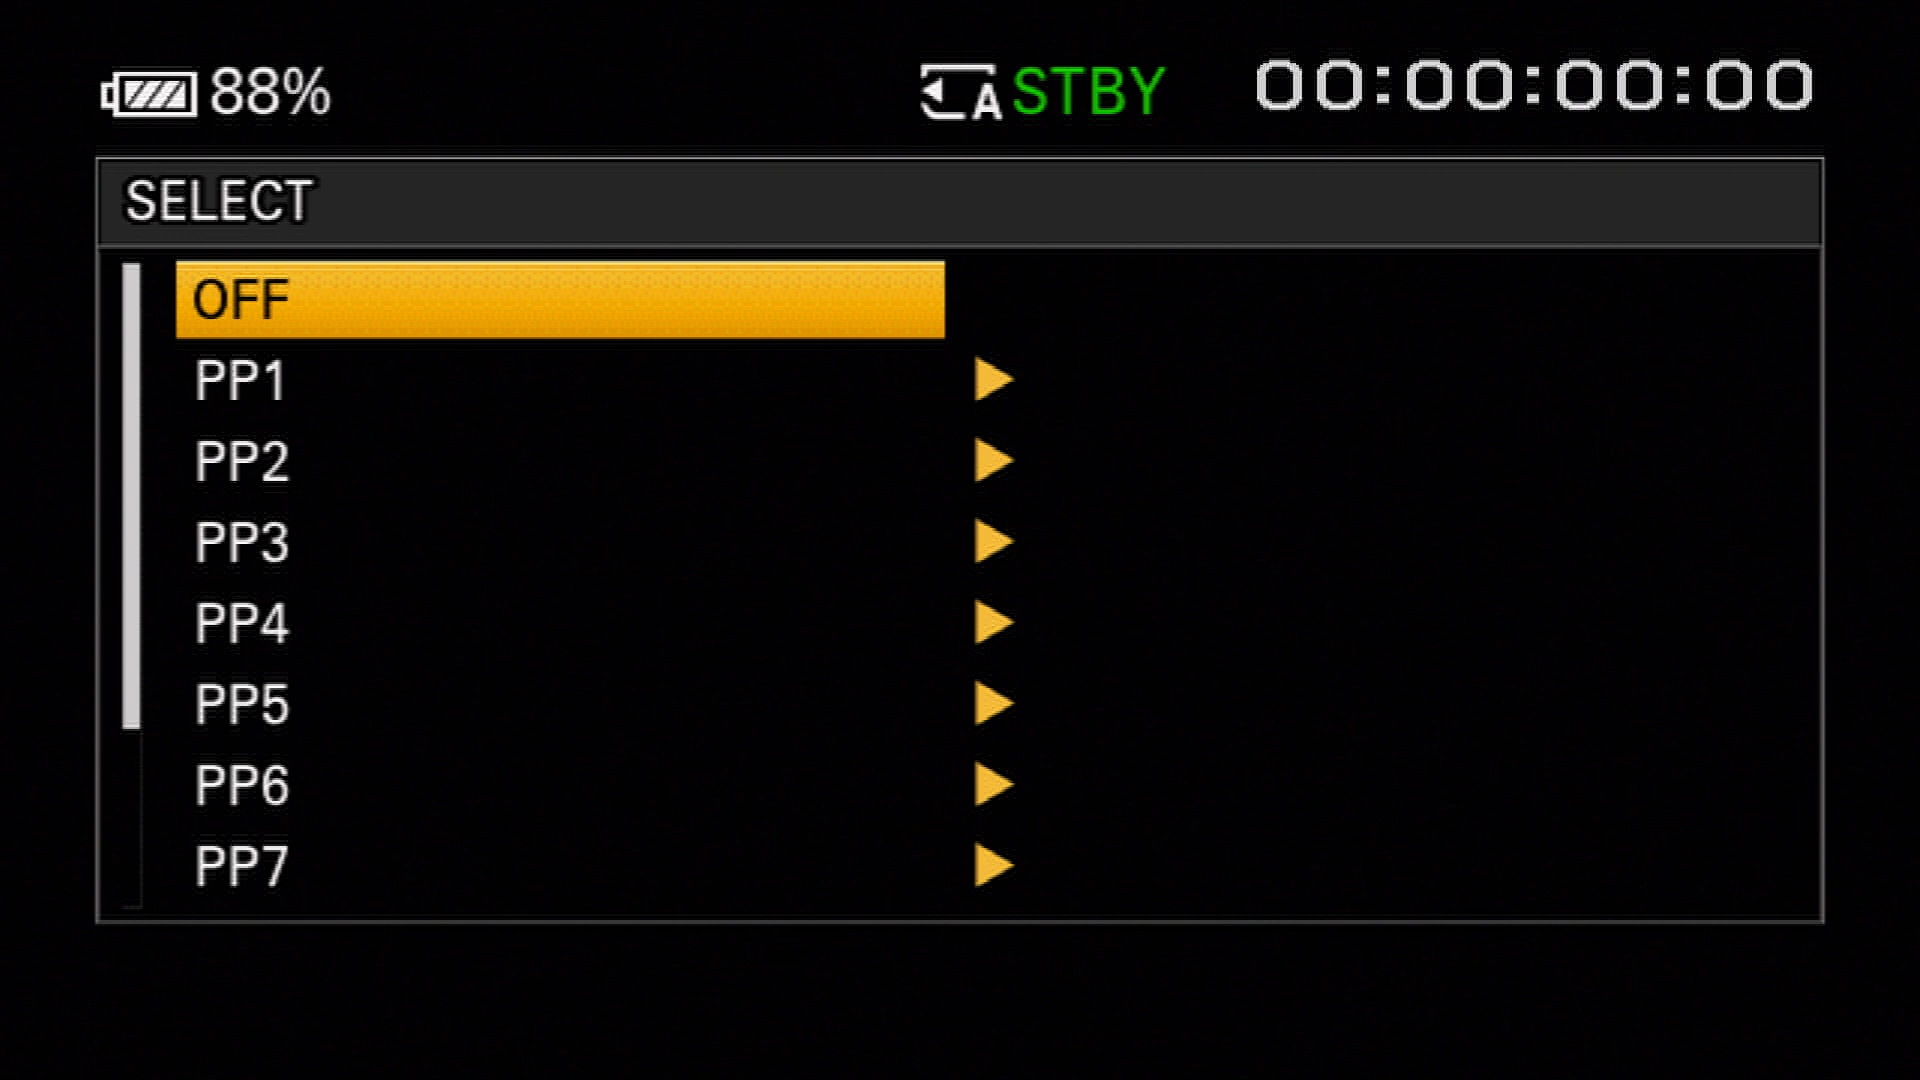 88% A STBY 00:00:00:00
SELECT
OFF
PP1
PP2
PP3
PP4
PP5
PP6
PP7